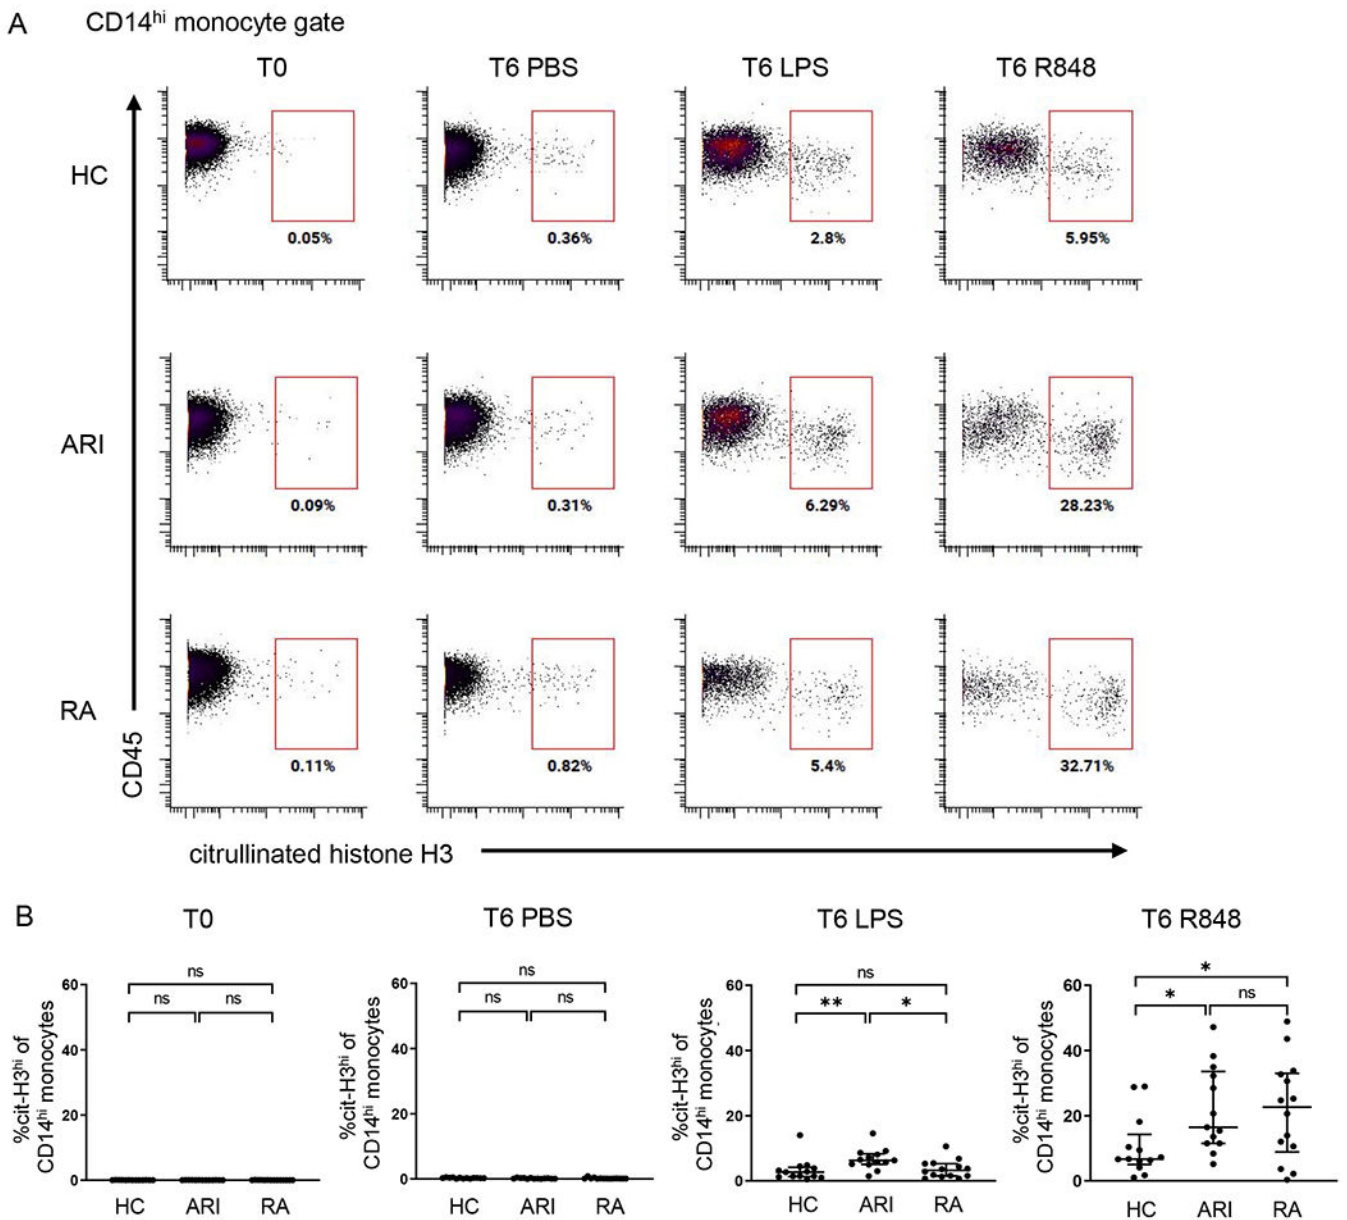 A CD14hi monocyte gate
T0 T6 PBS T6 LPS T6 R848
HC
0.05% 0.36% 2.8% 5.95%
ARI
0.09% 0.31% 6.29% 28.23%
RA
0.11% 0.82% 5.4% 32.71%
CD45
citrullinated histone H3
B T0 T6 PBS T6 LPS T6 R848
%cit-H3hi of
CD14hi monocytes
60
40
20
0
ns
ns ns
HC ARI RA
%cit-H3hi of
CD14hi monocytes
60
40
20
0
ns
ns ns
HC ARI RA
%cit-H3hi of
CD14hi monocytes
60
40
20
0
ns
** *
HC ARI RA
%cit-H3hi of
CD14hi monocytes
60
40
20
0
*
* ns
HC ARI RA